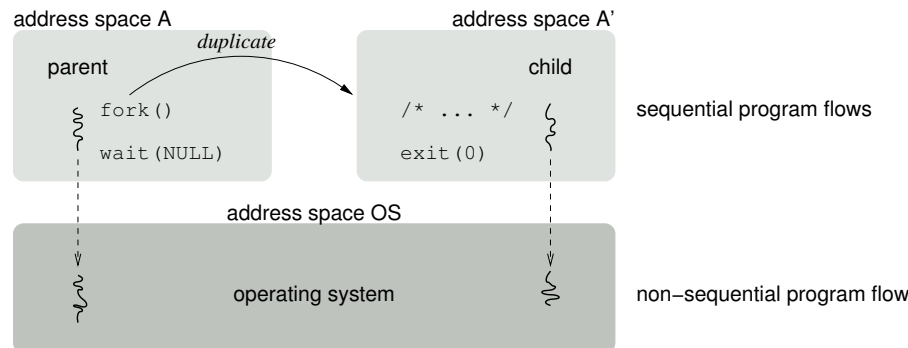 address space A
address space A'
duplicate
parent
child
fork()
/* ... */
sequential program flows
wait(NULL)
exit(0)
address space OS
operating system
non−sequential program flow